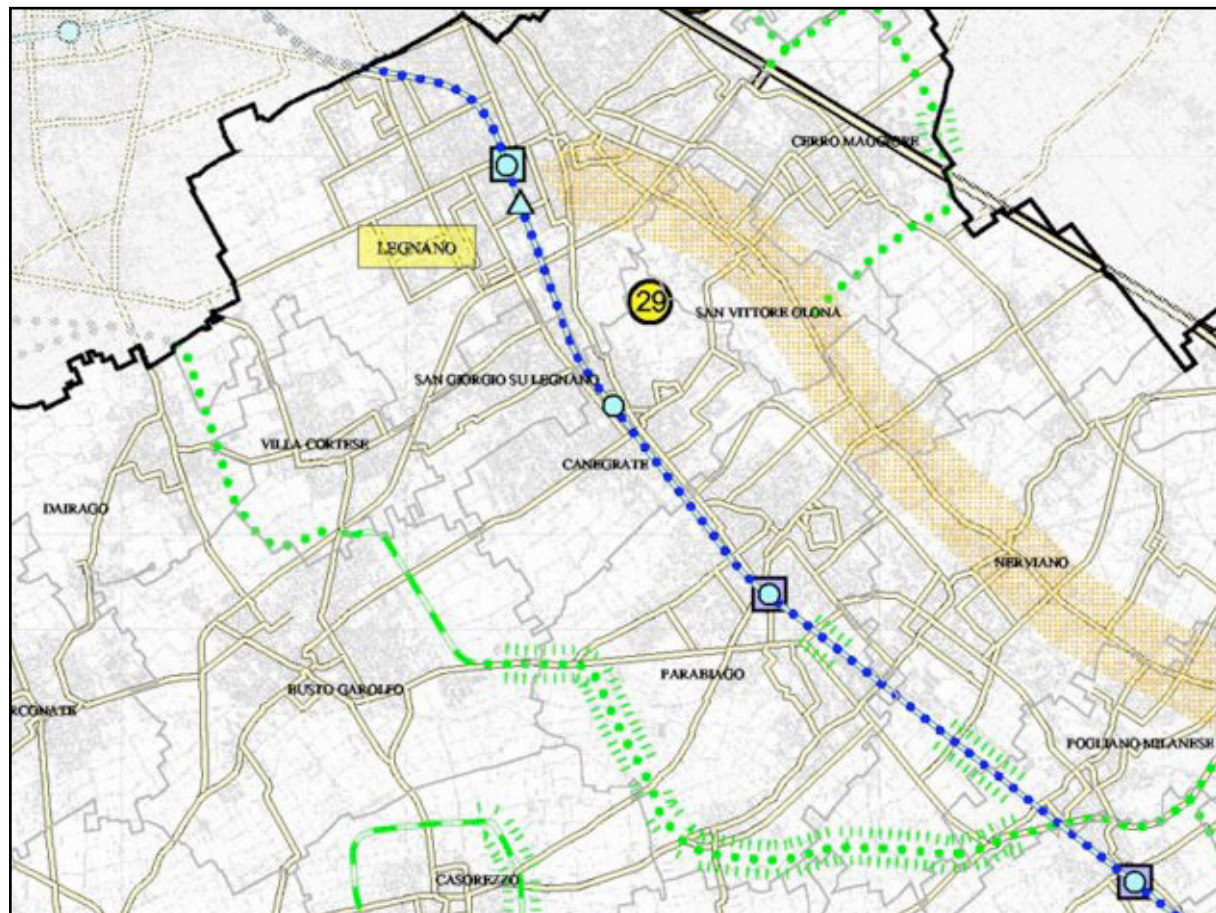 CERRO MAGGIORE
LEGNANO
29
SAN VITTORE OLONA
SAN GIORGIO SU LEGNANO
VILLA CORTESE
CANEGRATE
DAIRAGO
NERVIANO
PARABIAGO
BUSTO GAROLFO
RCONATE
POGLIANO MILANESE
CASOREZZO